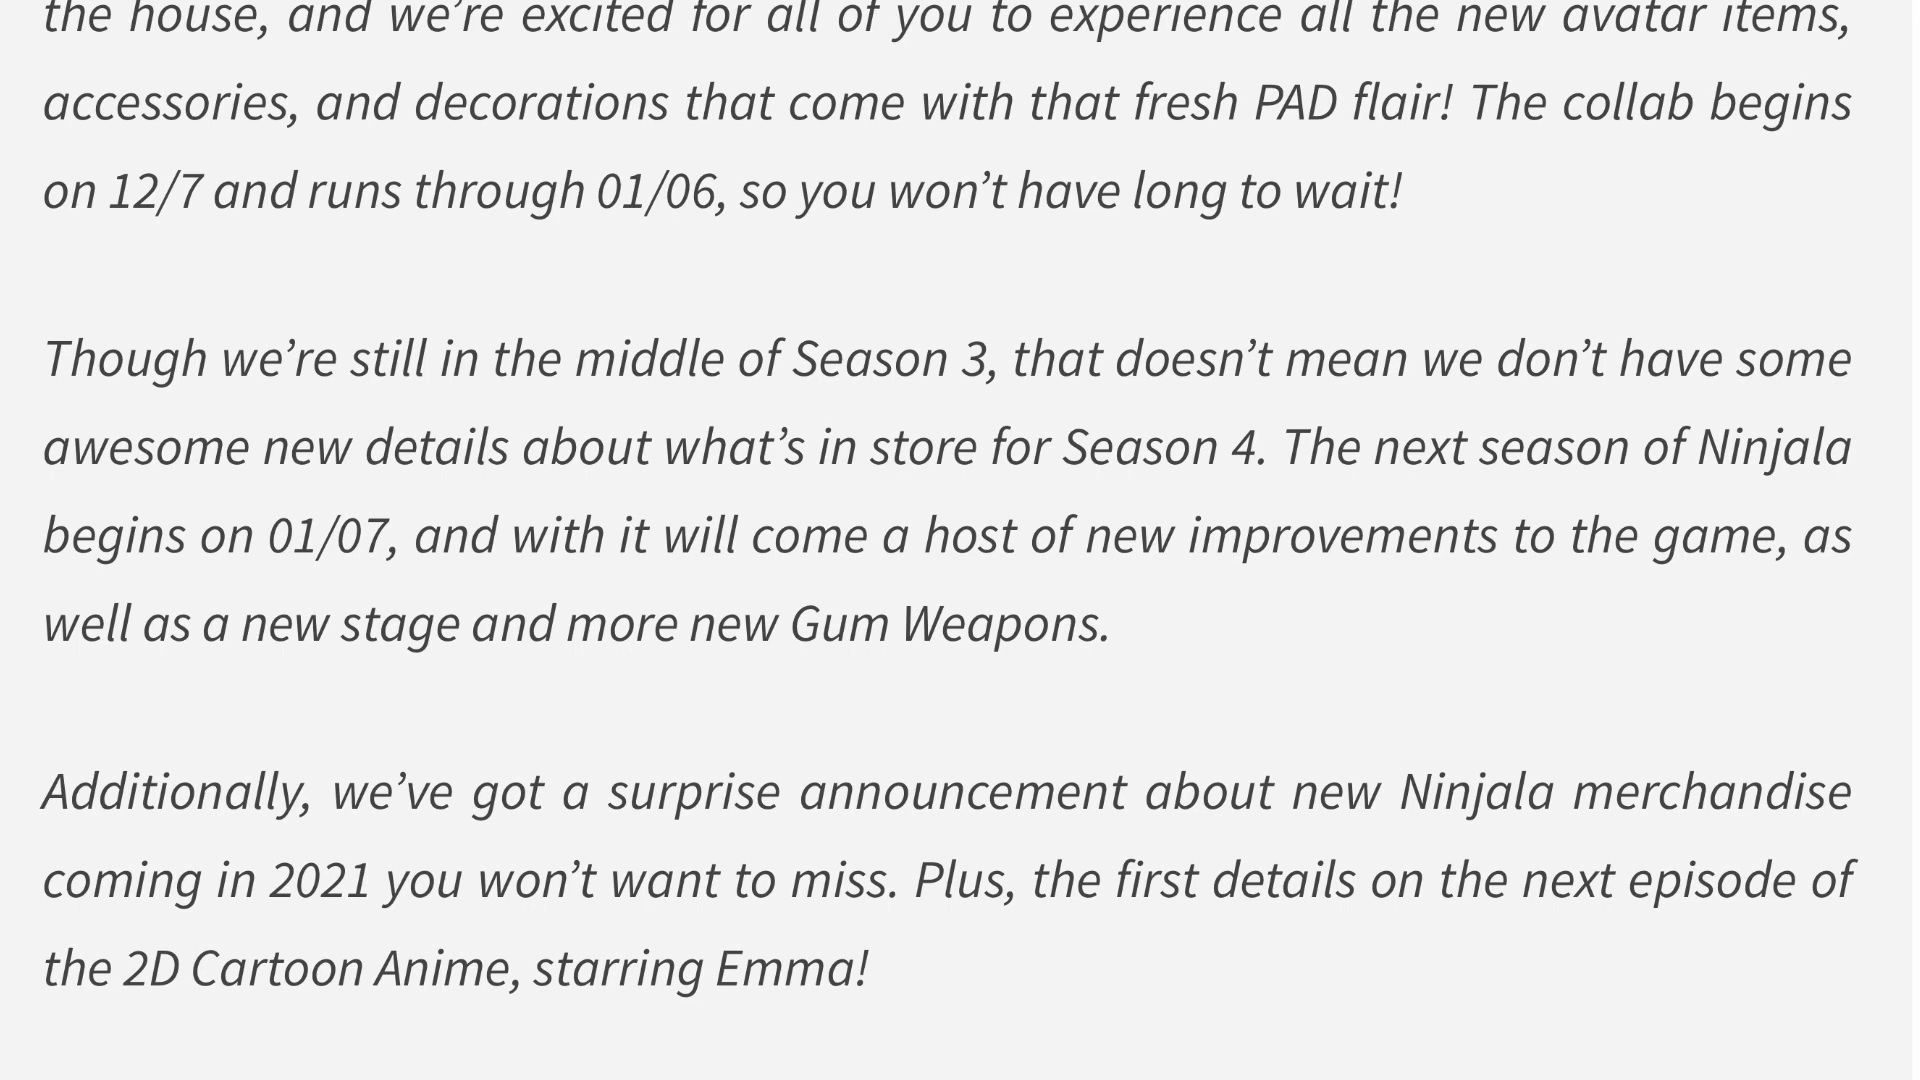 the house, and we’re excited for all of you to experience all the new avatar items,
accessories, and decorations that come with that fresh PAD flair! The collab begins
on 12/7 and runs through 01/06, so you won’t have long to wait!
Though we’re still in the middle of Season 3, that doesn’t mean we don’t have some
awesome new details about what’s in store for Season 4. The next season of Ninjala
begins on 01/07, and with it will come a host of new improvements to the game, as
well as a new stage and more new Gum Weapons.
Additionally, we’ve got a surprise announcement about new Ninjala merchandise
coming in 2021 you won’t want to miss. Plus, the first details on the next episode of
the 2D Cartoon Anime, starring Emma!